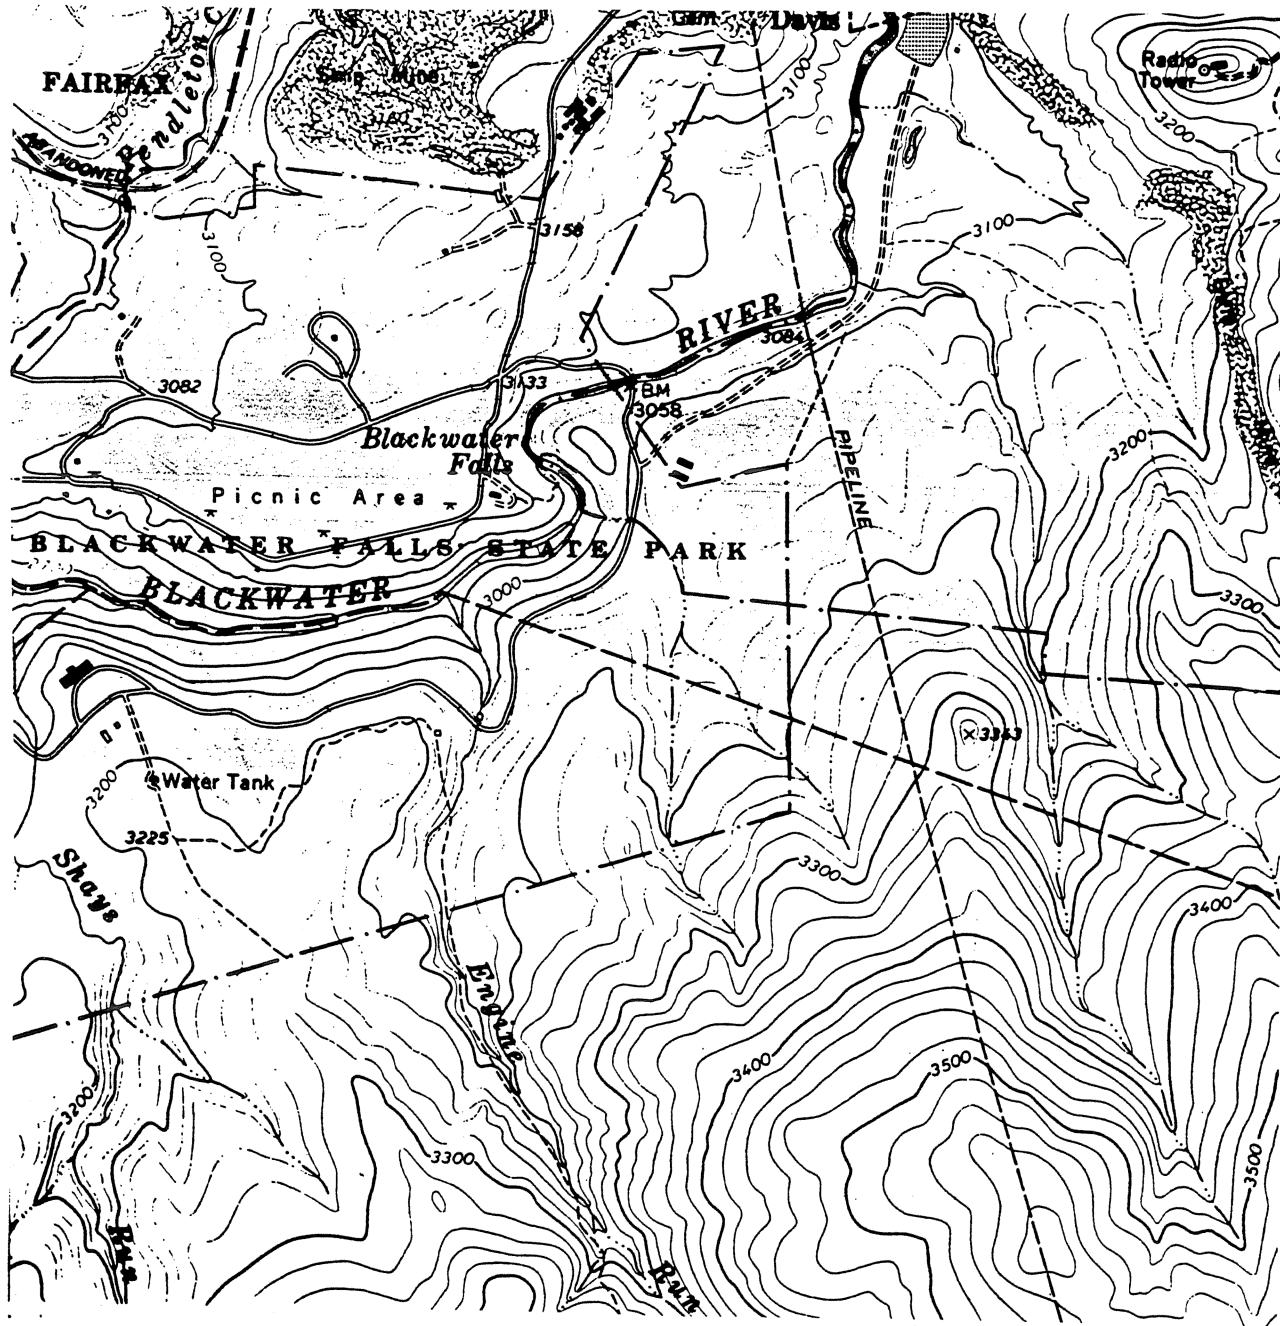 Davis
FAIRFAX
Pendleton C
Radio
Tower
3100
3100
3200
ABANDONED
3158
3100
3100
RIVER
3084
3082
3133
BM
3058
Blackwater
Falls
PIPELINE
3200
Picnic Area
BLACKWATER FALLS STATE PARK
BLACKWATER
3000
3300
3363
Water Tank
3200
3225
3300
3400
Shays
Engine
3400
3500
3200
3300
3500
Run
Run